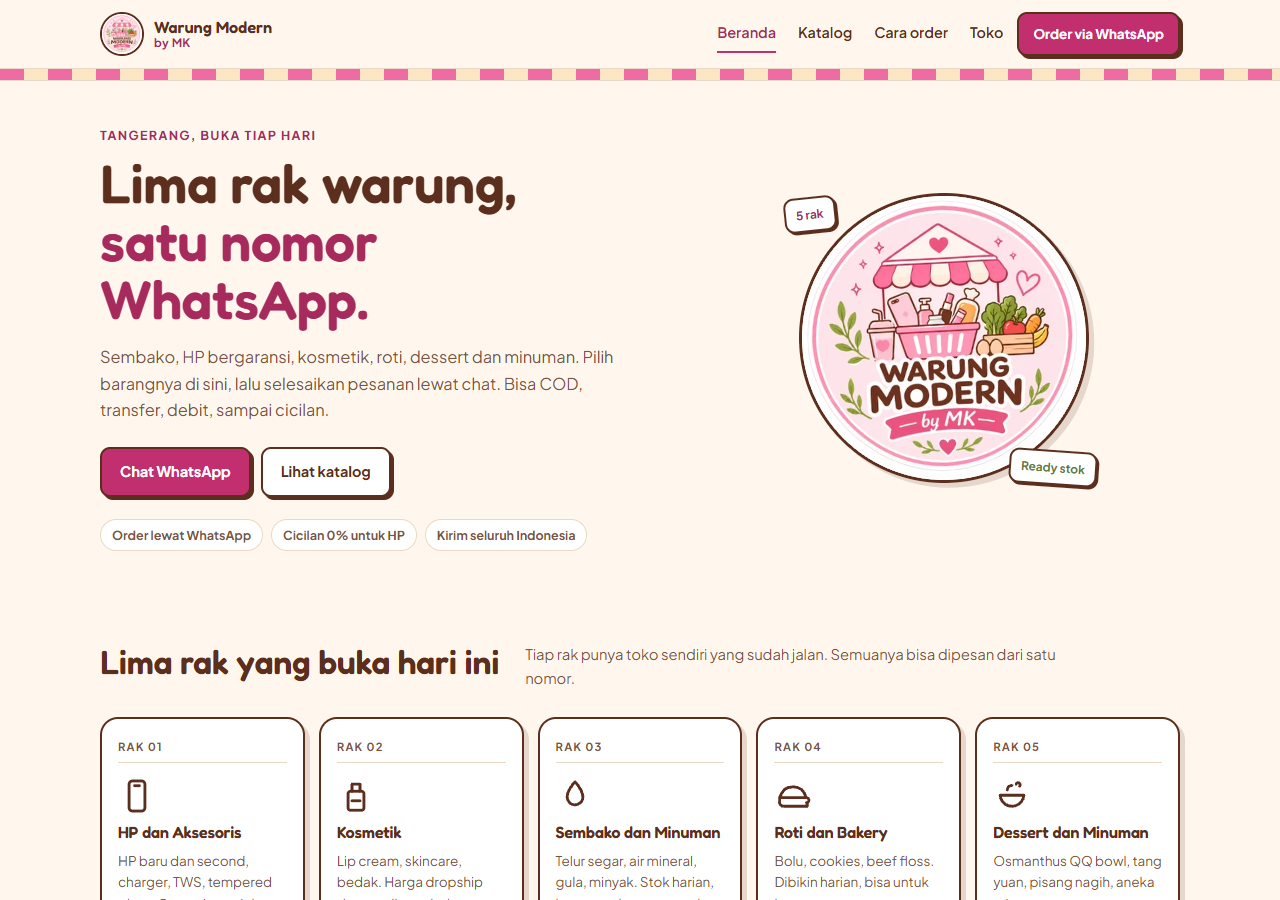 Warung Modern
by MK
Beranda
Katalog
Cara order
Toko
Order via WhatsApp
TANGERANG, BUKA TIAP HARI
Lima rak warung,
satu nomor
WhatsApp.
Sembako, HP bergaransi, kosmetik, roti, dessert dan minuman. Pilih
barangnya di sini, lalu selesaikan pesanan lewat chat. Bisa COD,
transfer, debit, sampai cicilan.
Chat WhatsApp
Lihat katalog
Order lewat WhatsApp
Cicilan 0% untuk HP
Kirim seluruh Indonesia
5 rak
WARUNG
MODERN
by MK
Ready stok
Lima rak yang buka hari ini
Tiap rak punya toko sendiri yang sudah jalan. Semuanya bisa dipesan dari satu
nomor.
RAK 01
HP dan Aksesoris
HP baru dan second,
charger, TWS, tempered
RAK 02
Kosmetik
Lip cream, skincare,
bedak. Harga dropship
RAK 03
Sembako dan Minuman
Telur segar, air mineral,
gula, minyak. Stok harian,
RAK 04
Roti dan Bakery
Bolu, cookies, beef floss.
Dibikin harian, bisa untuk
RAK 05
Dessert dan Minuman
Osmanthus QQ bowl, tang
yuan, pisang nagih, aneka